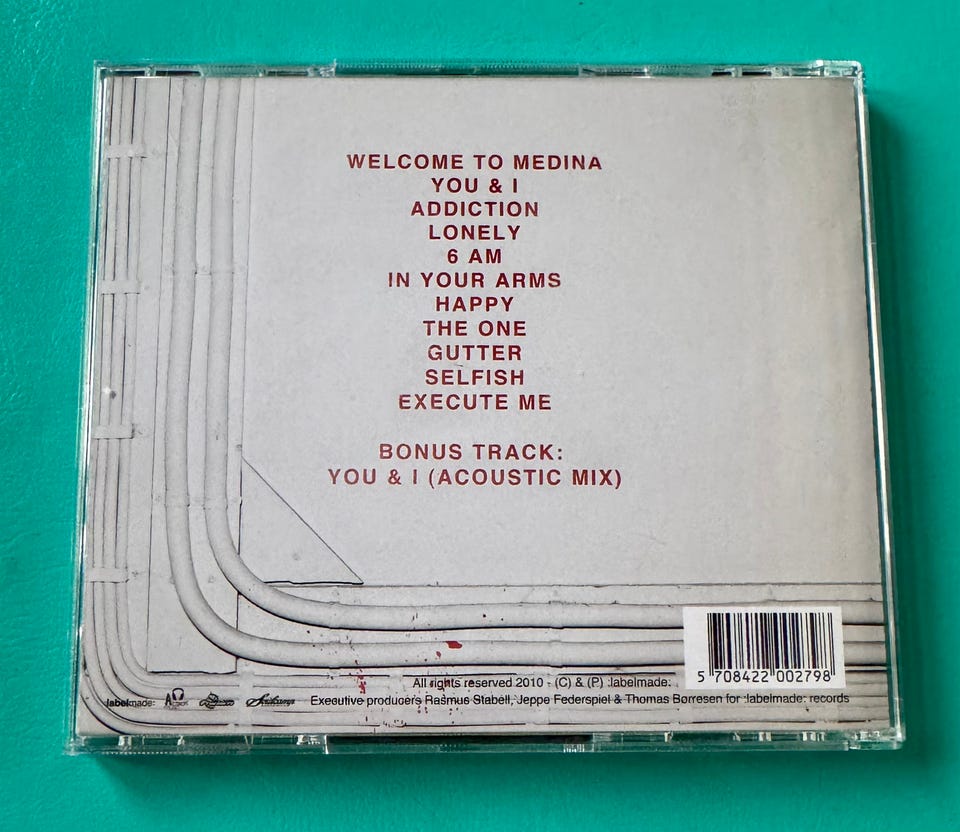 WELCOME TO MEDINA
YOU & I
ADDICTION
LONELY
6 AM
IN YOUR ARMS
HAPPY
THE ONE
GUTTER
SELFISH
EXECUTE ME
BONUS TRACK:
YOU & I (ACOUSTIC MIX)
5 708422 002798
All rights reserved 2010 - (C) & (P) :labelmade:
:labelmade: Executive producers Rasmus Stabell, Jeppe Federspiel & Thomas Børresen for :labelmade: records